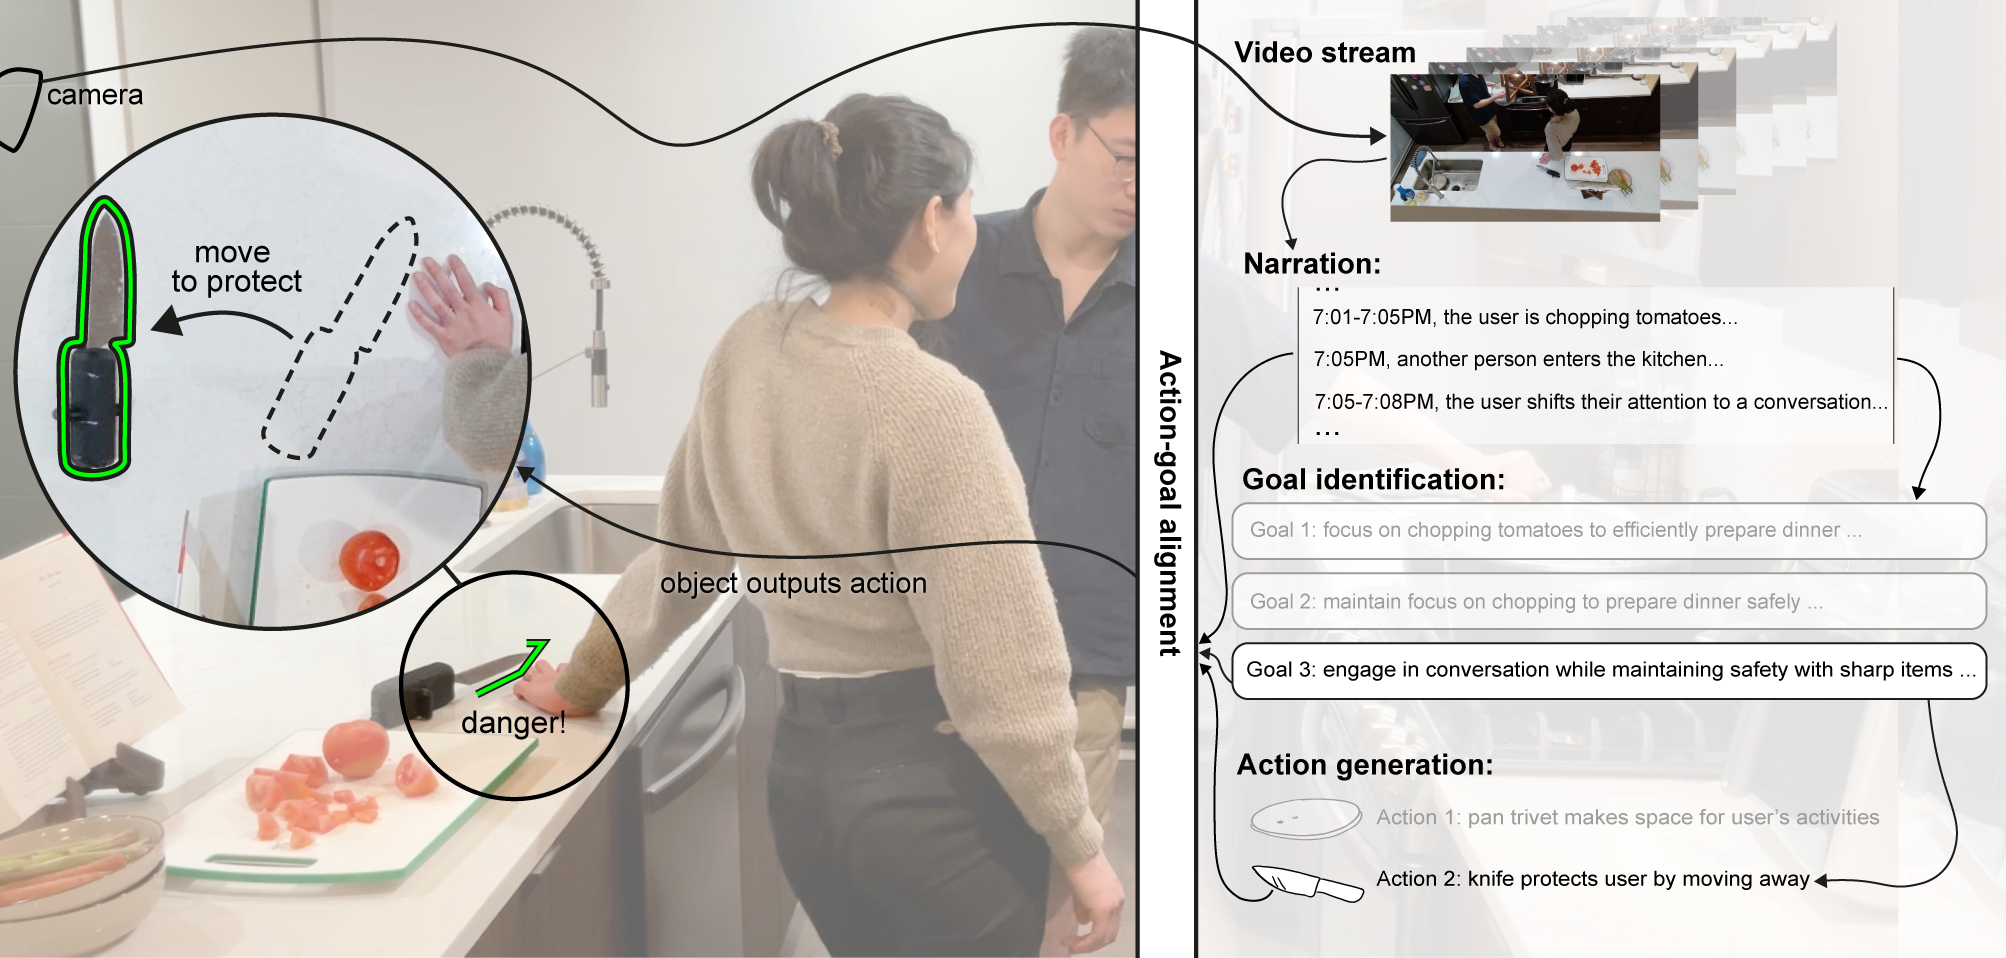 camera
move
to protect
object outputs action
danger!
Action-goal alignment
Video stream
Narration:
...
7:01-7:05PM, the user is chopping tomatoes...
7:05PM, another person enters the kitchen...
7:05-7:08PM, the user shifts their attention to a conversation...
...
Goal identification:
Goal 1: focus on chopping tomatoes to efficiently prepare dinner ...
Goal 2: maintain focus on chopping to prepare dinner safely ...
Goal 3: engage in conversation while maintaining safety with sharp items ...
Action generation:
Action 1: pan trivet makes space for user's activities
Action 2: knife protects user by moving away